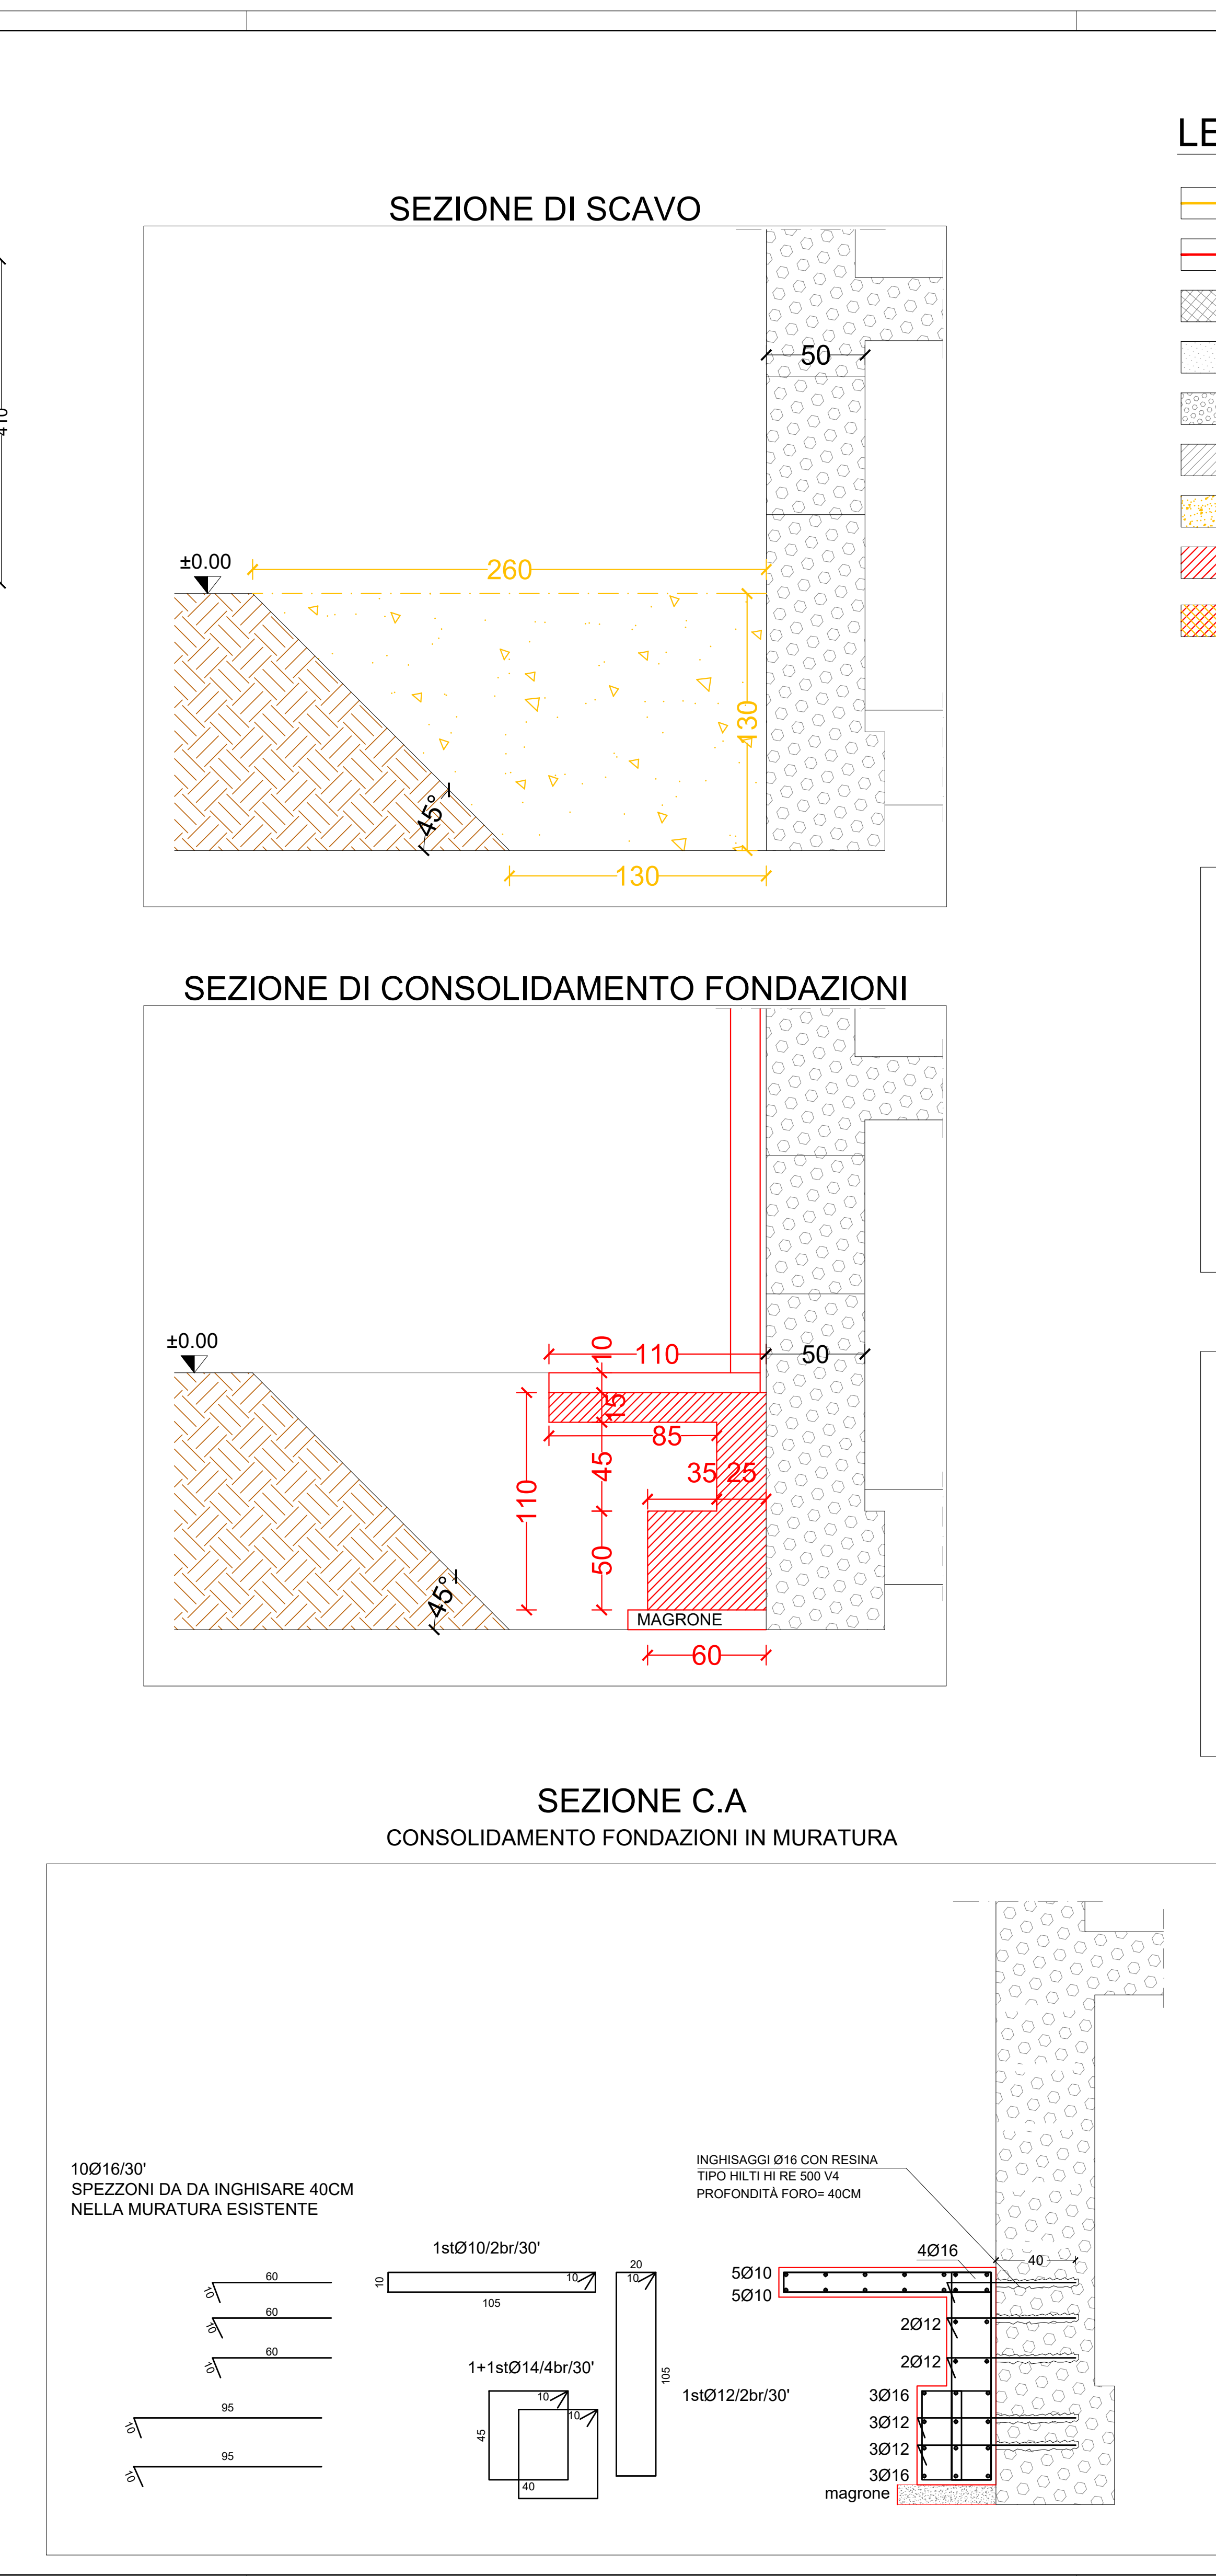 410
LE
SEZIONE DI SCAVO
50
±0.00
260
130
45°
130
SEZIONE DI CONSOLIDAMENTO FONDAZIONI
±0.00
10
110
50
15
85
45
35 25
110
50
45°
MAGRONE
60
SEZIONE C.A
CONSOLIDAMENTO FONDAZIONI IN MURATURA
10Ø16/30'
SPEZZONI DA DA INGHISARE 40CM
NELLA MURATURA ESISTENTE
INGHISAGGI Ø16 CON RESINA
TIPO HILTI HI RE 500 V4
PROFONDITÀ FORO= 40CM
60
10
60
10
60
10
95
10
95
10
1stØ10/2br/30'
10
10
105
20
10
105
1stØ12/2br/30'
1+1stØ14/4br/30'
10
10
45
40
4Ø16
40
5Ø10
5Ø10
2Ø12
2Ø12
3Ø16
3Ø12
3Ø12
3Ø16
magrone